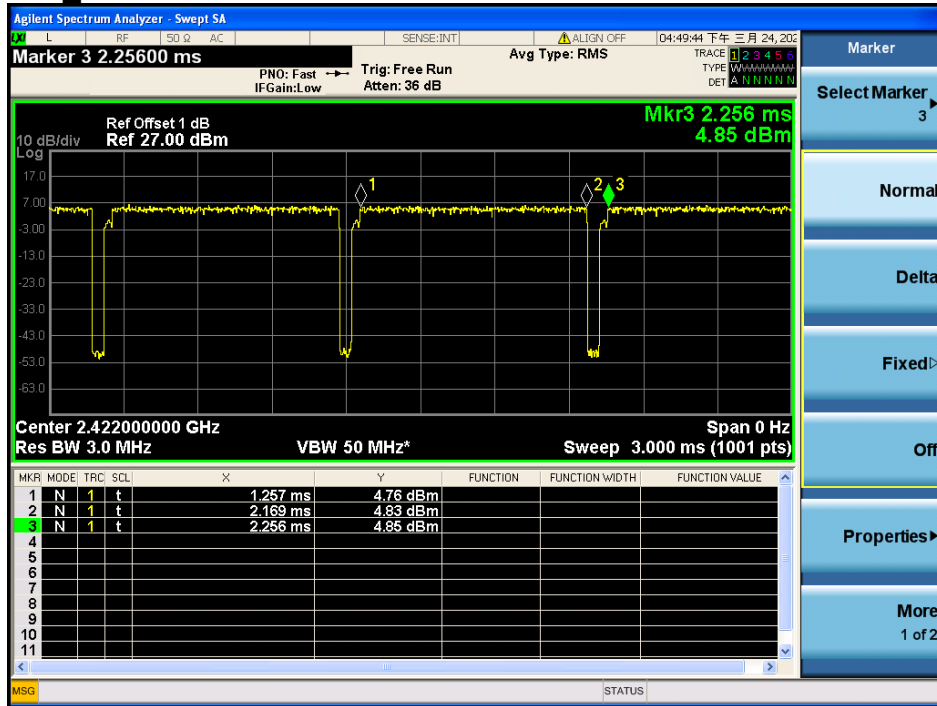 Agilent Spectrum Analyzer - Swept SA
LXI L RF 50 Ω AC SENSE:INT ALIGN OFF 04:49:44 下午 三月 24, 202
Marker 3 2.25600 ms
PNO: Fast
IFGain:Low
Trig: Free Run
Atten: 36 dB
Avg Type: RMS
TRACE 1 2 3 4 5 6
TYPE WWWWWW
DET A N N N N N
Mkr3 2.256 ms
4.85 dBm
Ref Offset 1 dB
10 dB/div Ref 27.00 dBm
Log
17.0
7.00
-3.00
-13.0
-23.0
-33.0
-43.0
-53.0
-63.0
1
2 3
Center 2.422000000 GHz Span 0 Hz
Res BW 3.0 MHz VBW 50 MHz* Sweep 3.000 ms (1001 pts)
MKR MODE TRC SCL X Y FUNCTION FUNCTION WIDTH FUNCTION VALUE
1 N 1 t 1.257 ms 4.76 dBm
2 N 1 t 2.169 ms 4.83 dBm
3 N 1 t 2.256 ms 4.85 dBm
4
5
6
7
8
9
10
11
MSG STATUS
Marker
Select Marker
3
Normal
Delta
Fixed
Off
Properties
More
1 of 2